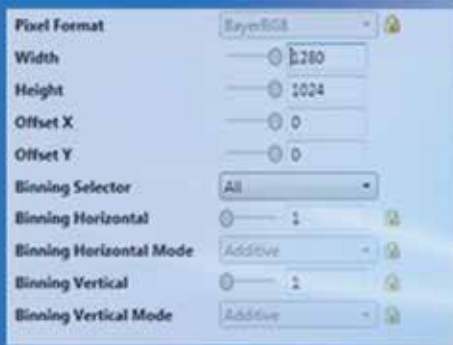 Pixel Format BayerRG8
Width 1280
Height 1024
Offset X 0
Offset Y 0
Binning Selector All
Binning Horizontal 1
Binning Horizontal Mode Additive
Binning Vertical 1
Binning Vertical Mode Additive